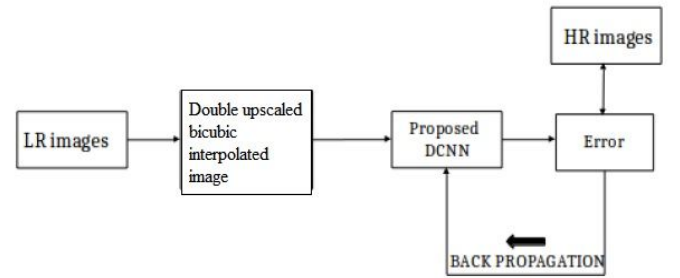 HR images
LR images
Double upscaled
bicubic
interpolated
image
Proposed
DCNN
Error
BACK PROPAGATION